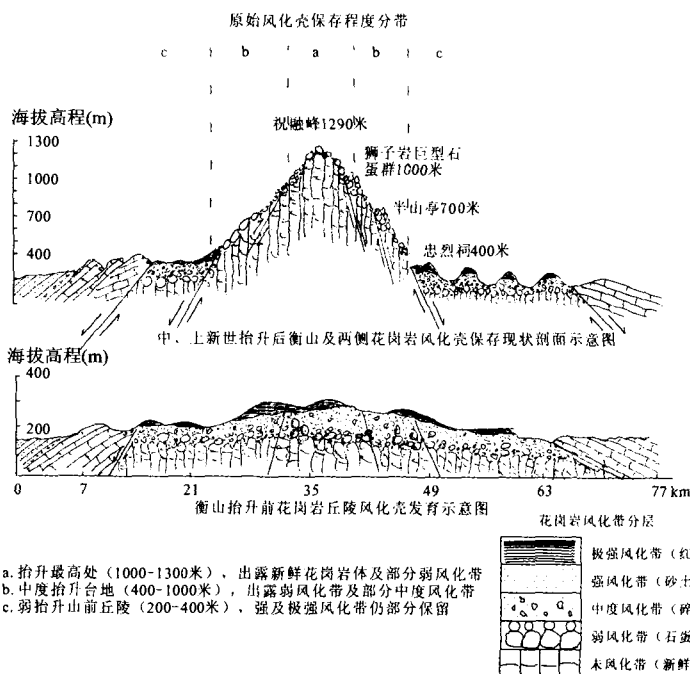 原始风化壳保存程度分带
c b a b c
海拔高程(m)
祝融峰1290米
1300
狮子岩巨型石
蛋群1000米
1000
半山亭700米
700
忠烈祠400米
400
中、上新世抬升后衡山及两侧花岗岩风化壳保存现状剖面示意图
海拔高程(m)
400
200
0 7 21 35 49 63 77 km
衡山抬升前花岗岩丘陵风化壳发育示意图
花岗岩风化带分层
极强风化带（红
强风化带（砂土
中度风化带（碎
弱风化带（石蛋
未风化带（新鲜
a.抬升最高处（1000-1300米），出露新鲜花岗岩体及部分弱风化带
b.中度抬升台地（400-1000米），出露弱风化带及部分中度风化带
c.弱抬升山前丘陵（200-400米），强及极强风化带仍部分保留